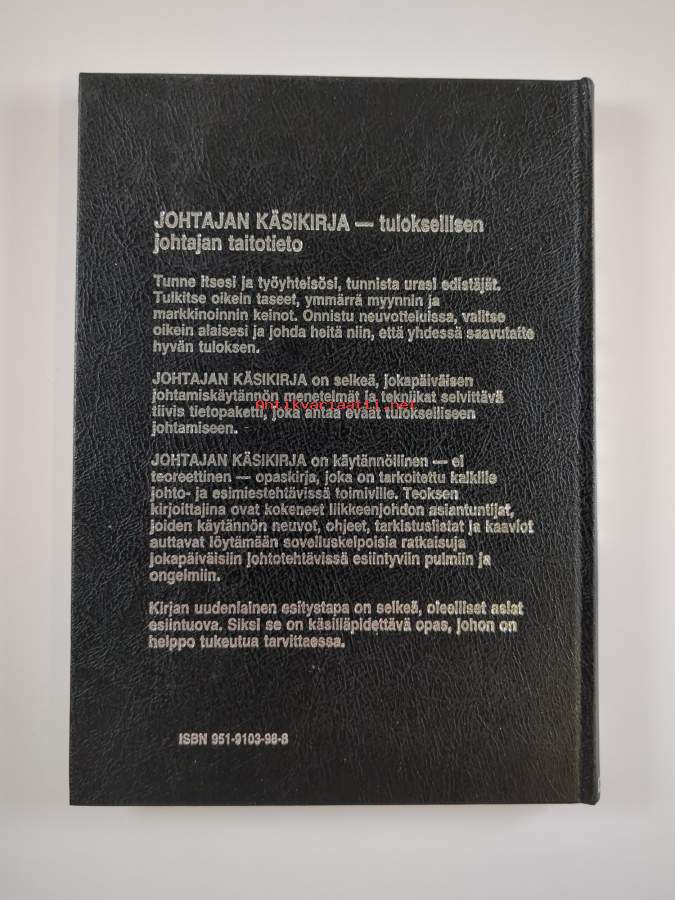 JOHTAJAN KÄSIKIRJA — tuloksellisen
johtajan taitotieto
Tunne itsesi ja työyhteisösi, tunnista urasi edistäjät.
Tulkitse oikein taseet, ymmärrä myynnin ja
markkinoinnin keinot. Onnistu neuvotteluissa, valitse
oikein alaisesi ja johda heitä niin, että yhdessä saavutatte
hyvän tuloksen.
JOHTAJAN KÄSIKIRJA on selkeä, jokapäiväisen
johtamiskäytännön menetelmät ja tekniikat selvittävä
tiivis tietopaketti, joka antaa eväät tulokselliseen
Antikvariaatti.net
johtamiseen.
JOHTAJAN KÄSIKIRJA on käytännöllinen — ei
teoreettinen — opaskirja, joka on tarkoitettu kaikille
johto- ja esimiestehtävissä toimiville. Teoksen
kirjoittajina ovat kokeneet liikkeenjohdon asiantuntijat,
joiden käytännön neuvot, ohjeet, tarkistuslistat ja kaaviot
auttavat löytämään sovelluskelpoisia ratkaisuja
jokapäiväisiin johtotehtävissä esiintyviin pulmiin ja
ongelmiin.
Kirjan uudenlainen esitystapa on selkeä, oleelliset asiat
esiintuova. Siksi se on käsilläpidettävä opas, johon on
helppo tukeutua tarvittaessa.
ISBN 951-9103-98-8